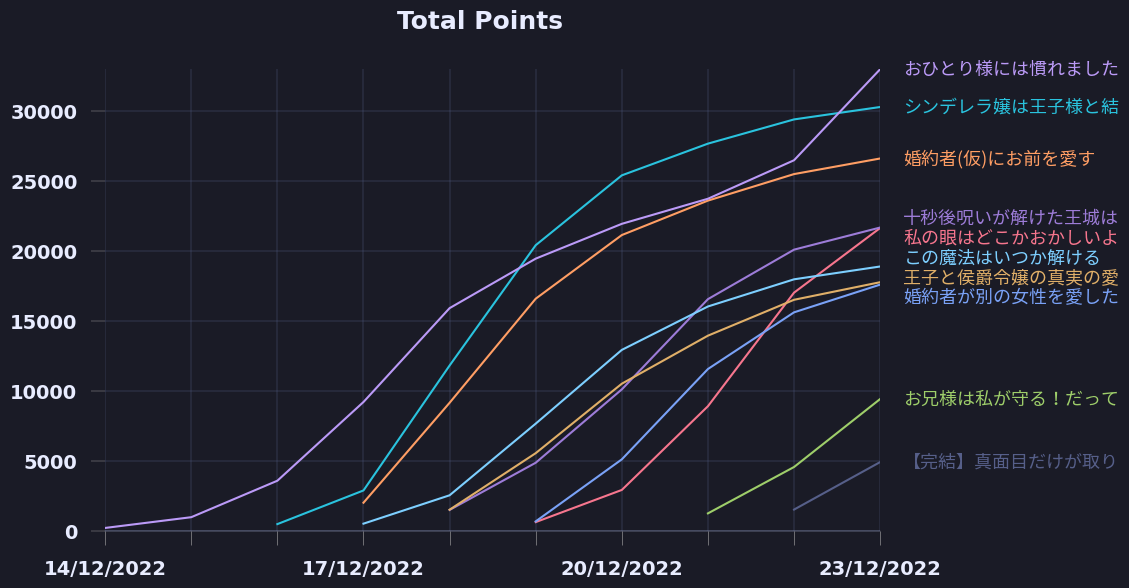 Total Points
おひとり様には慣れました
シンデレラ嬢は王子様と結
30000
婚約者(仮)にお前を愛す
25000
十秒後呪いが解けた王城は
私の眼はどこかおかしいよ
20000
この魔法はいつか解ける
王子と侯爵令嬢の真実の愛
婚約者が別の女性を愛した
15000
10000
お兄様は私が守る！だって
5000
【完結】真面目だけが取り
0
14/12/2022 17/12/2022 20/12/2022 23/12/2022